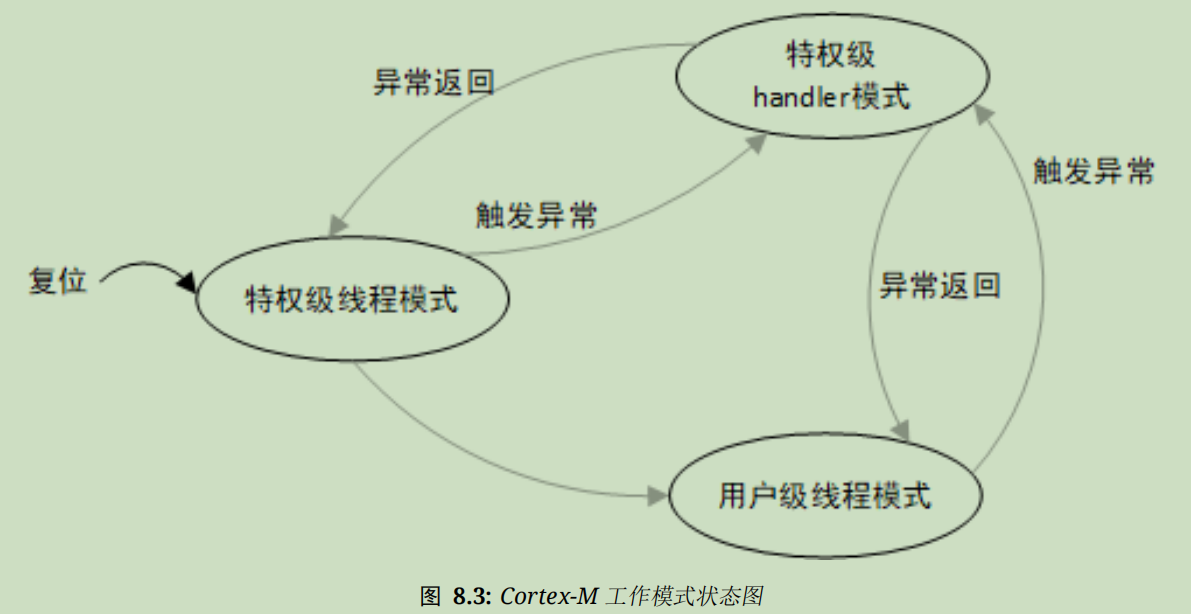 特权级
handler模式
异常返回
触发异常
触发异常
复位
特权级线程模式
异常返回
用户级线程模式
图 8.3: Cortex-M 工作模式状态图